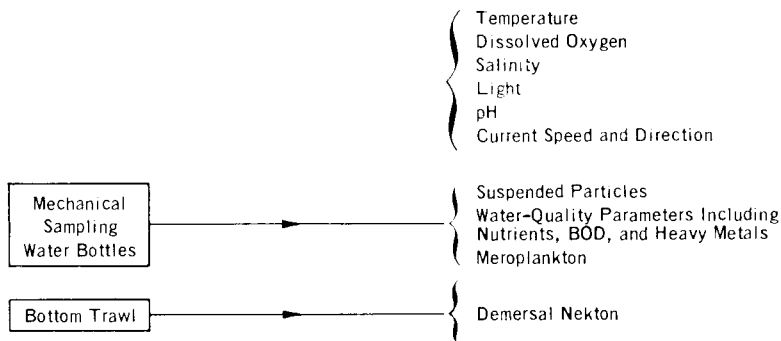 Temperature
Dissolved Oxygen
Salinity
Light
pH
Current Speed and Direction
Mechanical
Sampling
Water Bottles
Suspended Particles
Water-Quality Parameters Including
Nutrients, BOD, and Heavy Metals
Meroplankton
Bottom Trawl
Demersal Nekton